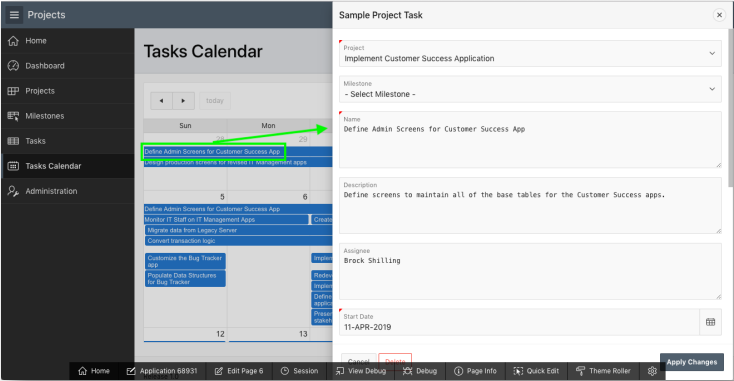 Projects
Home
Dashboard
Projects
Milestones
Tasks
Tasks Calendar
Administration
Tasks Calendar
today
Sun Mon
28 29
Define Admin Screens for Customer Success App
Design production screens for revised IT Management apps
5 6
Define Admin Screens for Customer Success App
Monitor IT Staff on IT Management Apps
Create
Migrate data from Legacy Server
Convert transaction logic
Customize the Bug Tracker
app
Populate Data Structures
for Bug Tracker
Implem
Redev
Implem
Define
applica
Presen
stakeh
12 13
Sample Project Task
Project
Implement Customer Success Application
Milestone
- Select Milestone -
Name
Define Admin Screens for Customer Success App
Description
Define screens to maintain all of the base tables for the Customer Success apps.
Assignee
Brock Shilling
Start Date
11-APR-2019
Cancel
Delete
Apply Changes
Home
Application 68931
Edit Page 6
Session
View Debug
Debug
Page Info
Quick Edit
Theme Roller